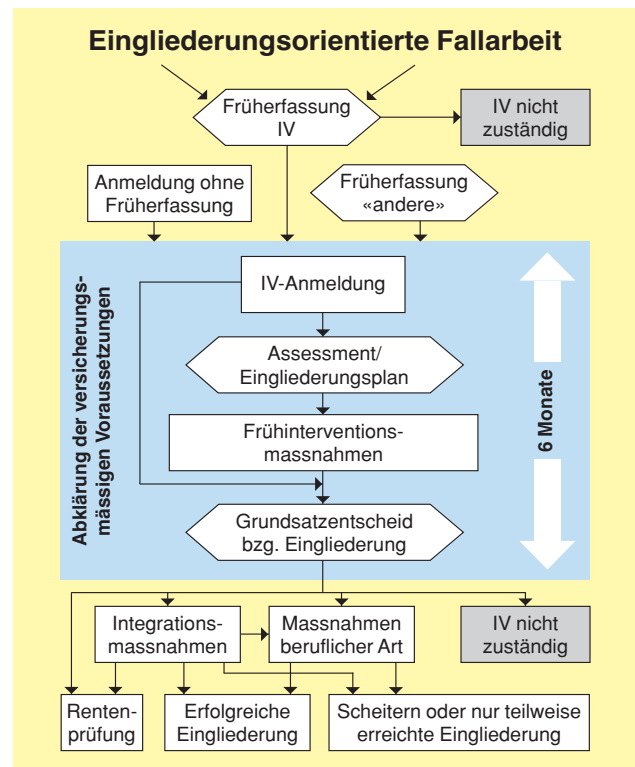 Eingliederungsorientierte Fallarbeit
Früherfassung
IV
IV nicht
zuständig
Anmeldung ohne
Früherfassung
Früherfassung
«andere»
Abklärung der versicherungs-
mässigen Voraussetzungen
IV-Anmeldung
Assessment/
Eingliederungsplan
Frühinterventions-
massnahmen
Grundsatzentscheid
bzg. Eingliederung
6 Monate
Integrations-
massnahmen
Massnahmen
beruflicher Art
IV nicht
zuständig
Renten-
prüfung
Erfolgreiche
Eingliederung
Scheitern oder nur teilweise
erreichte Eingliederung